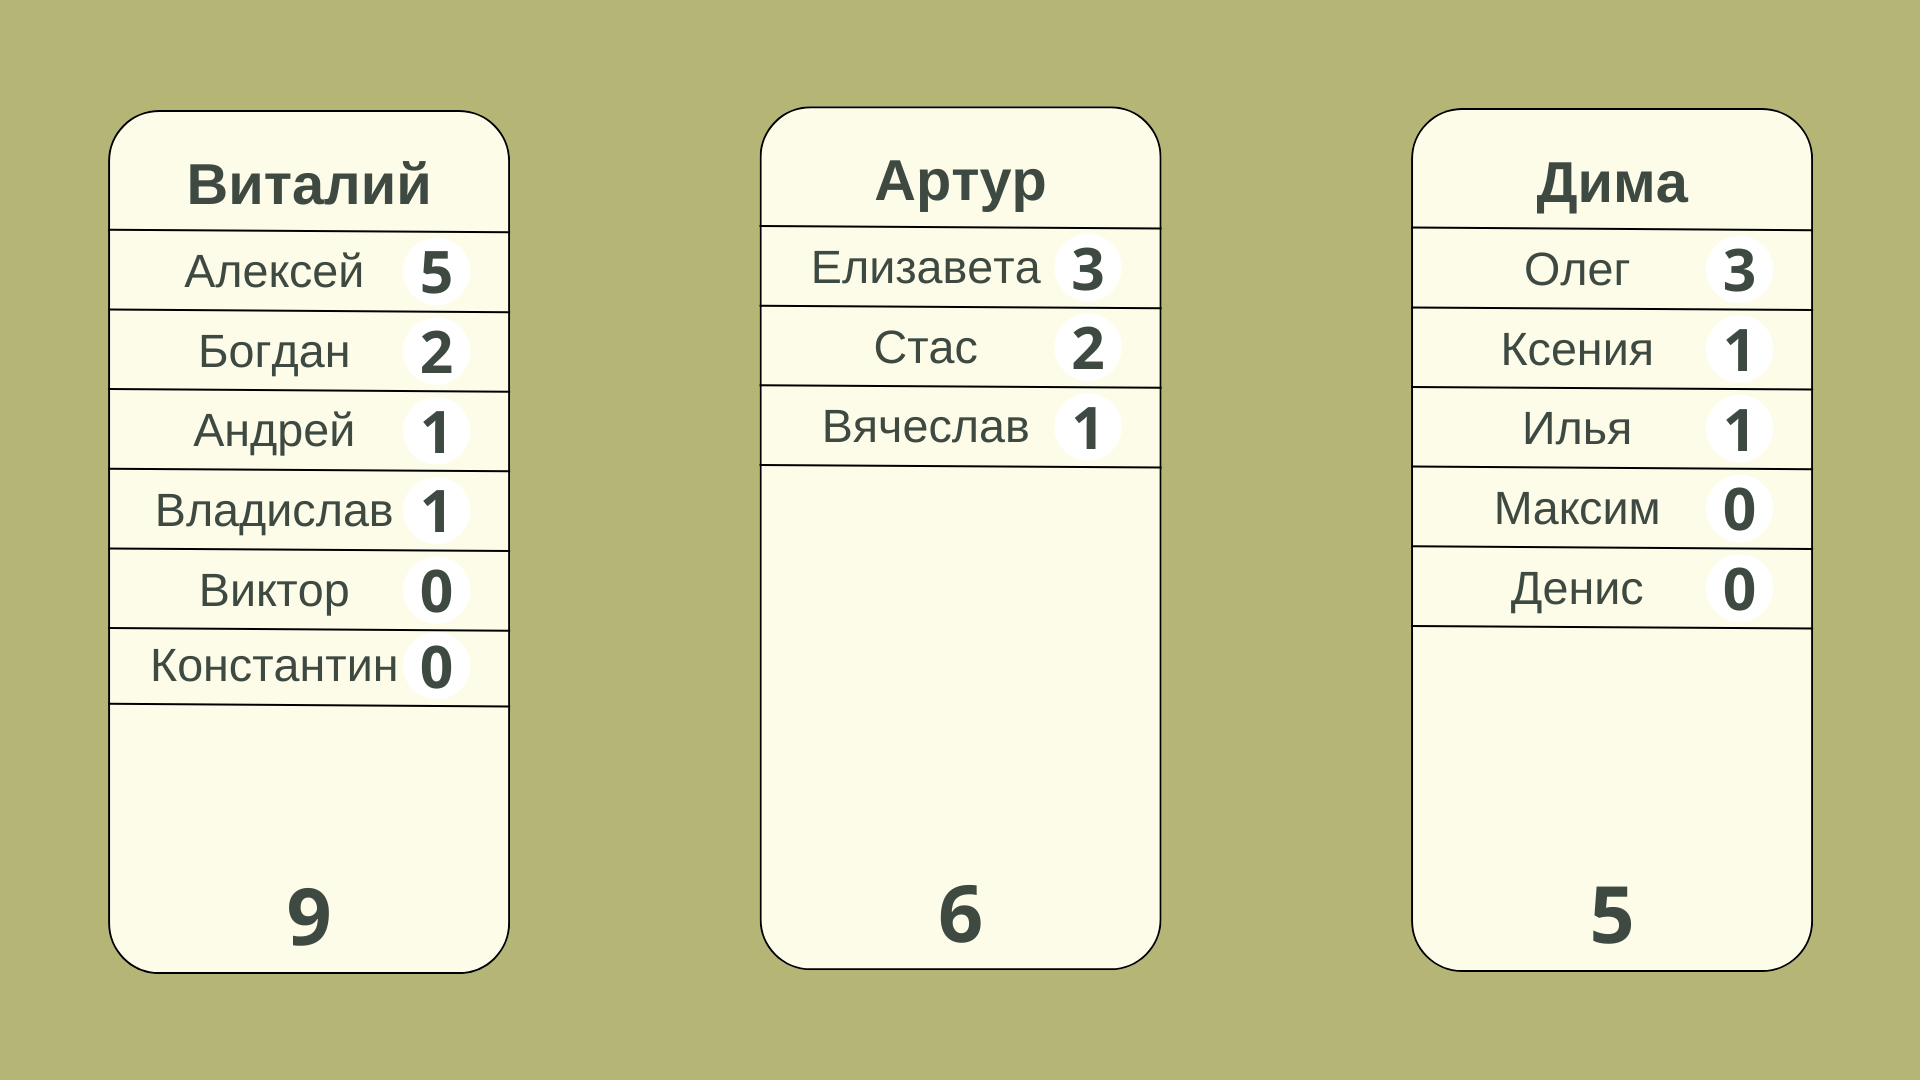 Виталий
Алексей 5
Богдан 2
Андрей 1
Владислав 1
Виктор 0
Константин 0
9
Артур
Елизавета 3
Стас 2
Вячеслав 1
6
Дима
Олег 3
Ксения 1
Илья 1
Максим 0
Денис 0
5